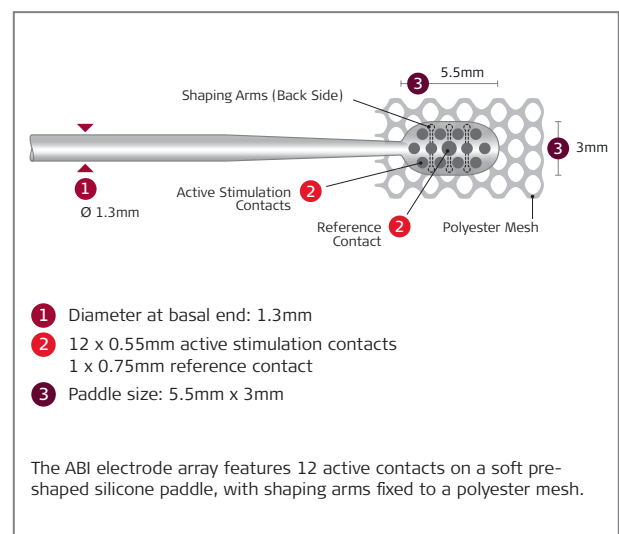 5.5mm
3
Shaping Arms (Back Side)
3
3mm
1
Ø 1.3mm
Active Stimulation
Contacts
2
Reference
Contact
2
Polyester Mesh
1 Diameter at basal end: 1.3mm
2 12 x 0.55mm active stimulation contacts
1 x 0.75mm reference contact
3 Paddle size: 5.5mm x 3mm
The ABI electrode array features 12 active contacts on a soft pre-
shaped silicone paddle, with shaping arms fixed to a polyester mesh.